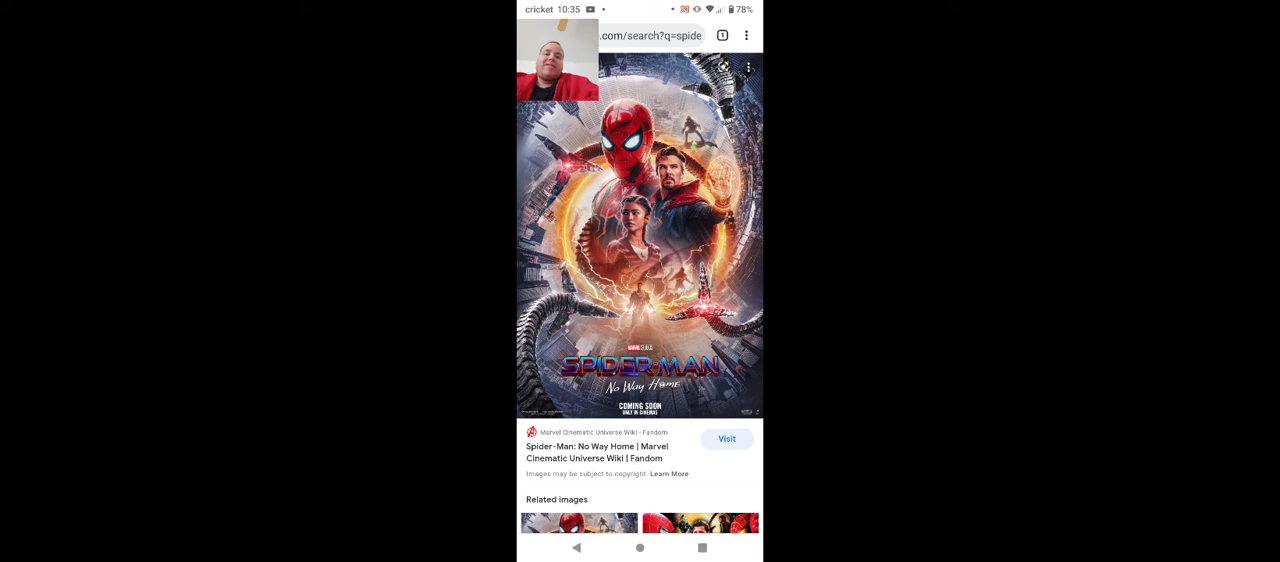 cricket 10:35
78%
.com/search?q=spide
1
MARVEL STUDIOS
SPIDER-MAN
NO WAY HOME
COMING SOON
ONLY IN CINEMAS
Marvel Cinematic Universe Wiki - Fandom
Spider-Man: No Way Home | Marvel
Cinematic Universe Wiki | Fandom
Visit
Images may be subject to copyright. Learn More
Related images